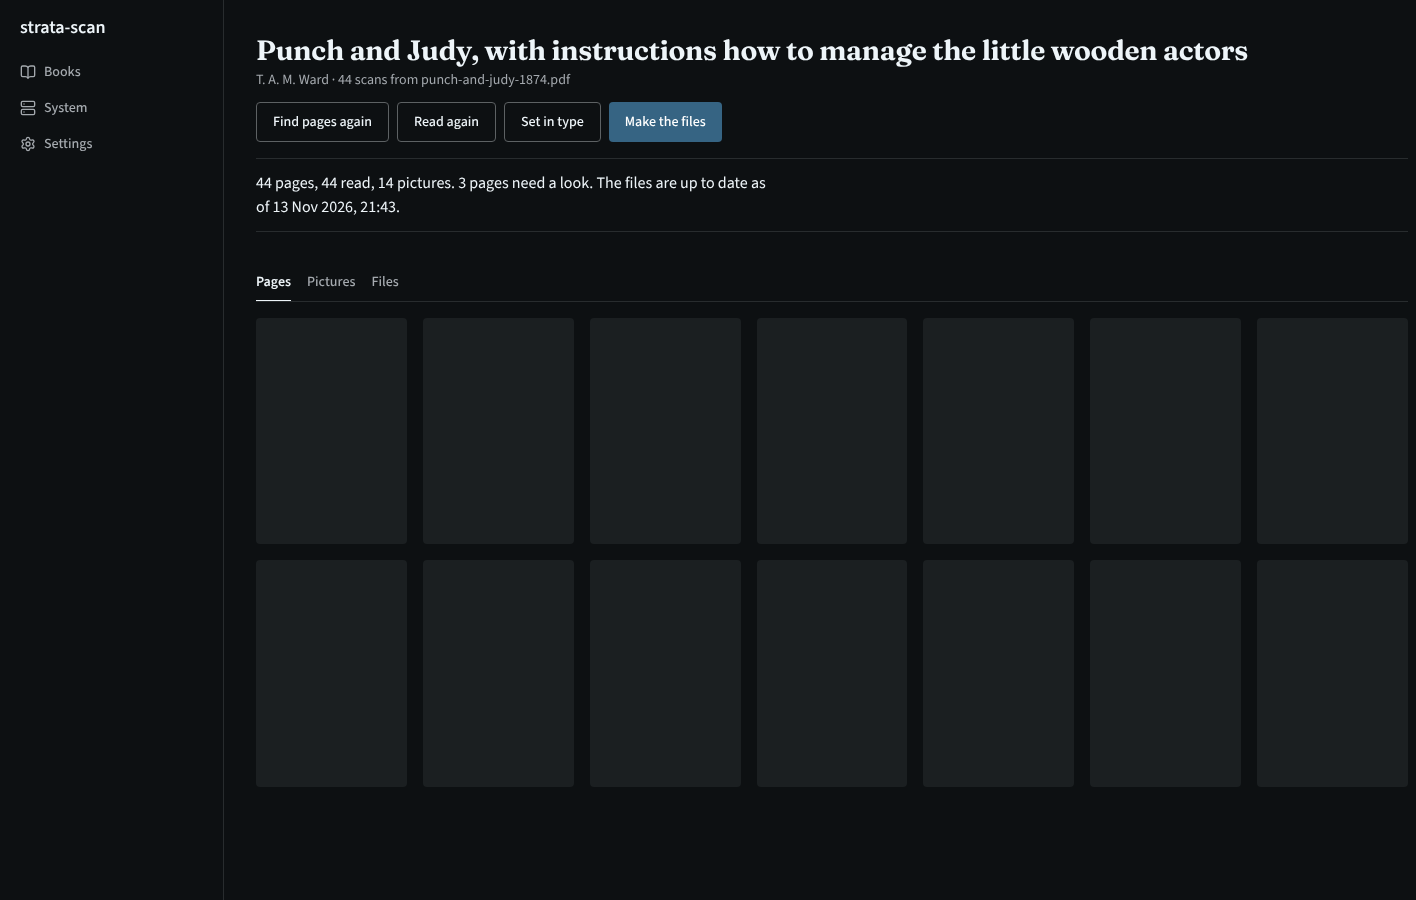 strata-scan
Books
System
Settings
Punch and Judy, with instructions how to manage the little wooden actors
T. A. M. Ward · 44 scans from punch-and-judy-1874.pdf
Find pages again
Read again
Set in type
Make the files
44 pages, 44 read, 14 pictures. 3 pages need a look. The files are up to date as
of 13 Nov 2026, 21:43.
Pages
Pictures
Files